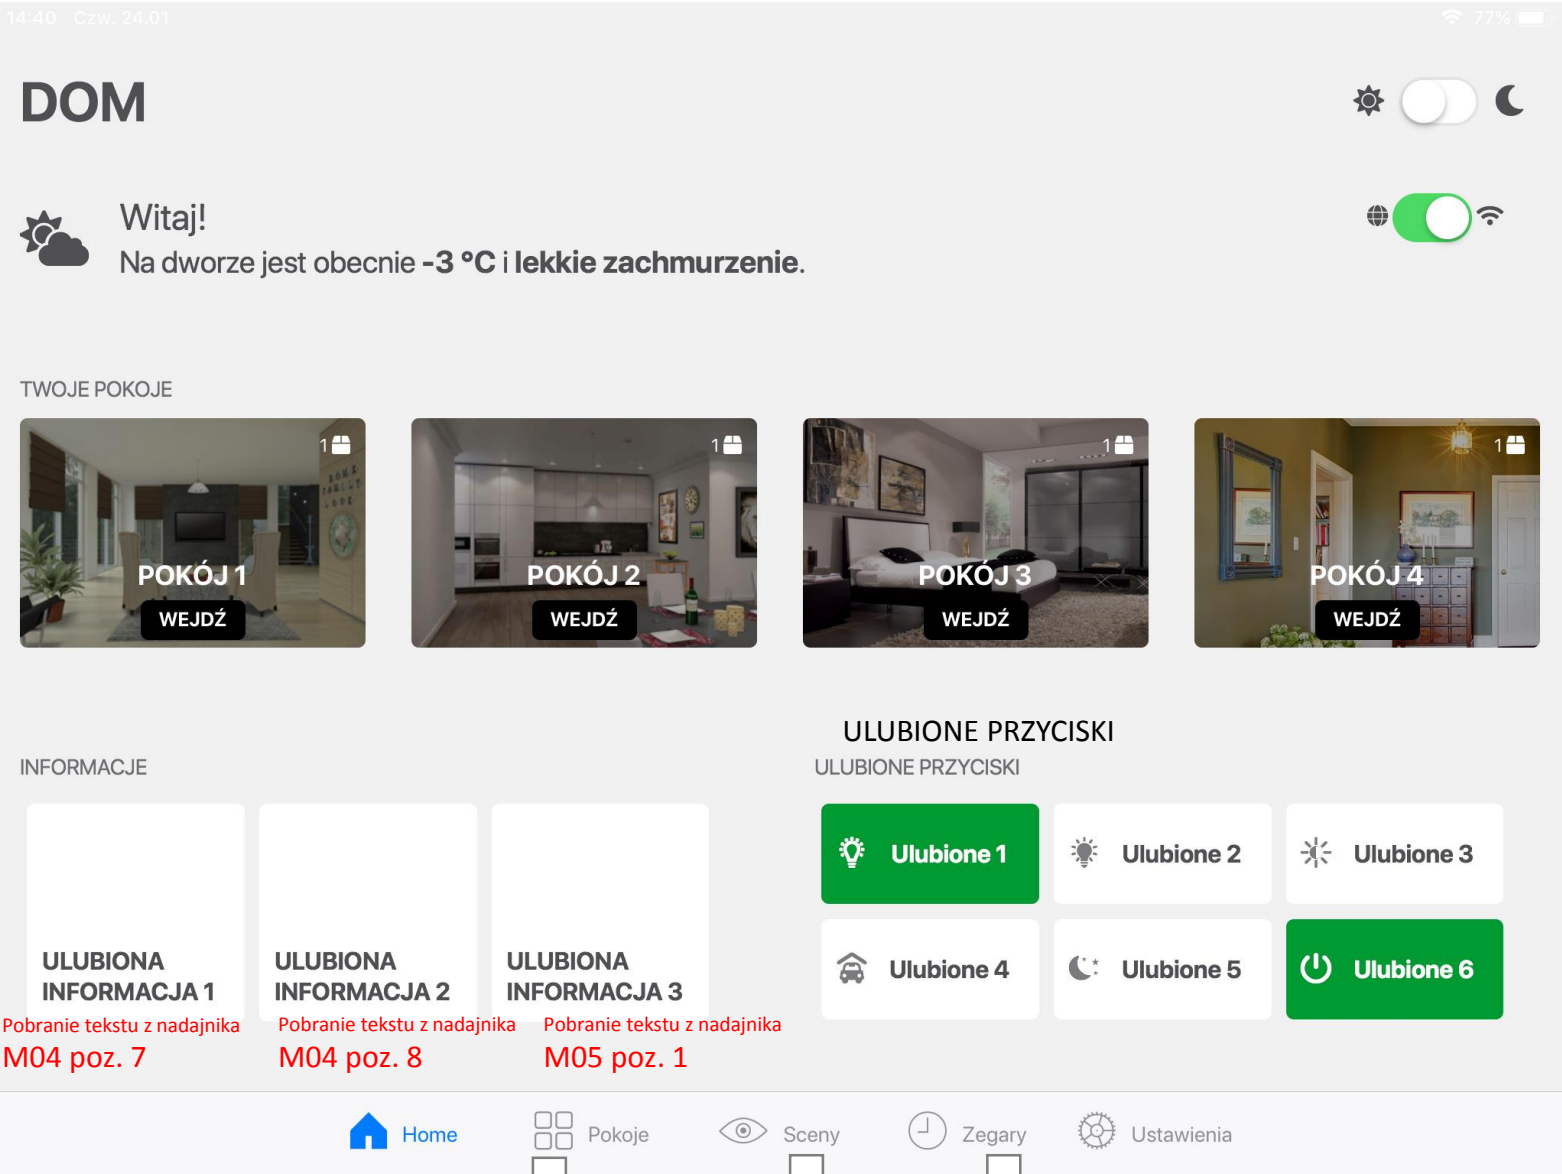 14:40 Czw. 24.01
77%
DOM
Witaj!
Na dworze jest obecnie -3 °C i lekkie zachmurzenie.
TWOJE POKOJE
1
1
1
1
POKÓJ 1
POKÓJ 2
POKÓJ 3
POKÓJ 4
WEJDŹ
WEJDŹ
WEJDŹ
WEJDŹ
ULUBIONE PRZYCISKI
INFORMACJE
ULUBIONE PRZYCISKI
Ulubione 1
Ulubione 2
Ulubione 3
Ulubione 4
Ulubione 5
Ulubione 6
ULUBIONA
INFORMACJA 1
ULUBIONA
INFORMACJA 2
ULUBIONA
INFORMACJA 3
Pobranie tekstu z nadajnika
M04 poz. 7
Pobranie tekstu z nadajnika
M04 poz. 8
Pobranie tekstu z nadajnika
M05 poz. 1
Home
Pokoje
Sceny
Zegary
Ustawienia